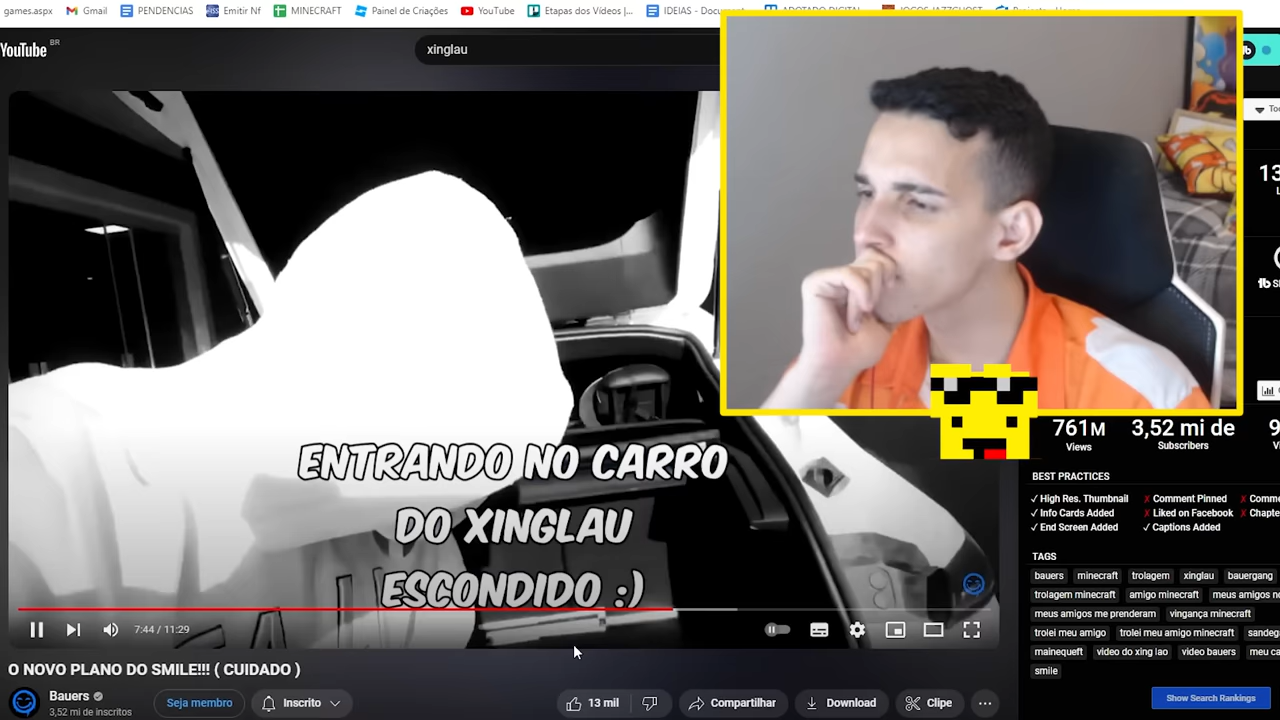 games.aspx Gmail PENDENCIAS Emitir Nf MINECRAFT Painel de Criações YouTube Etapas dos Vídeos |... IDEIAS - Docum
YouTube BR
xinglau
ENTRANDO NO CARRO
DO XINGLAU
ESCONDIDO :)
7:44 / 11:29
O NOVO PLANO DO SMILE!!! ( CUIDADO )
Bauers
3,52 mi de inscritos
Seja membro
Inscrito
13 mil
Compartilhar
Download
Clipe
...
761M 3,52 mi de
Views Subscribers
BEST PRACTICES
✓ High Res. Thumbnail ✗ Comment Pinned
✓ Info Cards Added ✗ Liked on Facebook
✓ End Screen Added ✓ Captions Added
TAGS
bauers minecraft trolagem xinglau bauergang
trolagem minecraft amigo minecraft meus amigos
meus amigos me prenderam vingança minecraft
trolei meu amigo trolei meu amigo minecraft
mainequeft video do xing lao video bauers
smile
Show Search Rankings